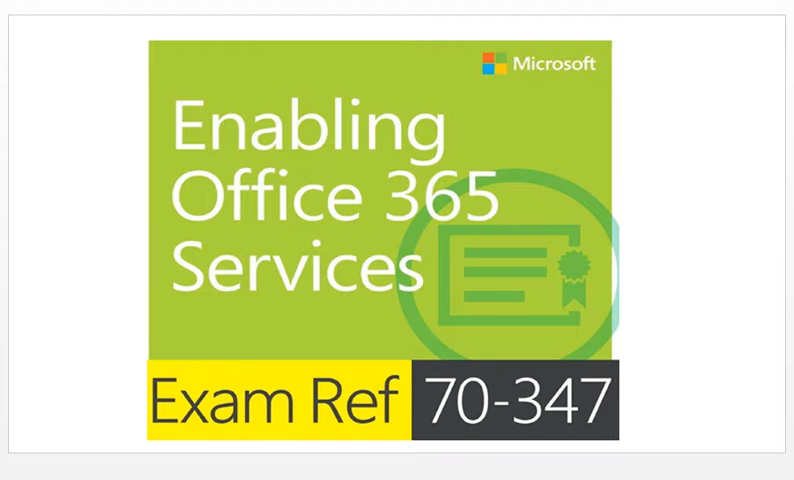 Microsoft
Enabling
Office 365
Services
Exam Ref 70-347